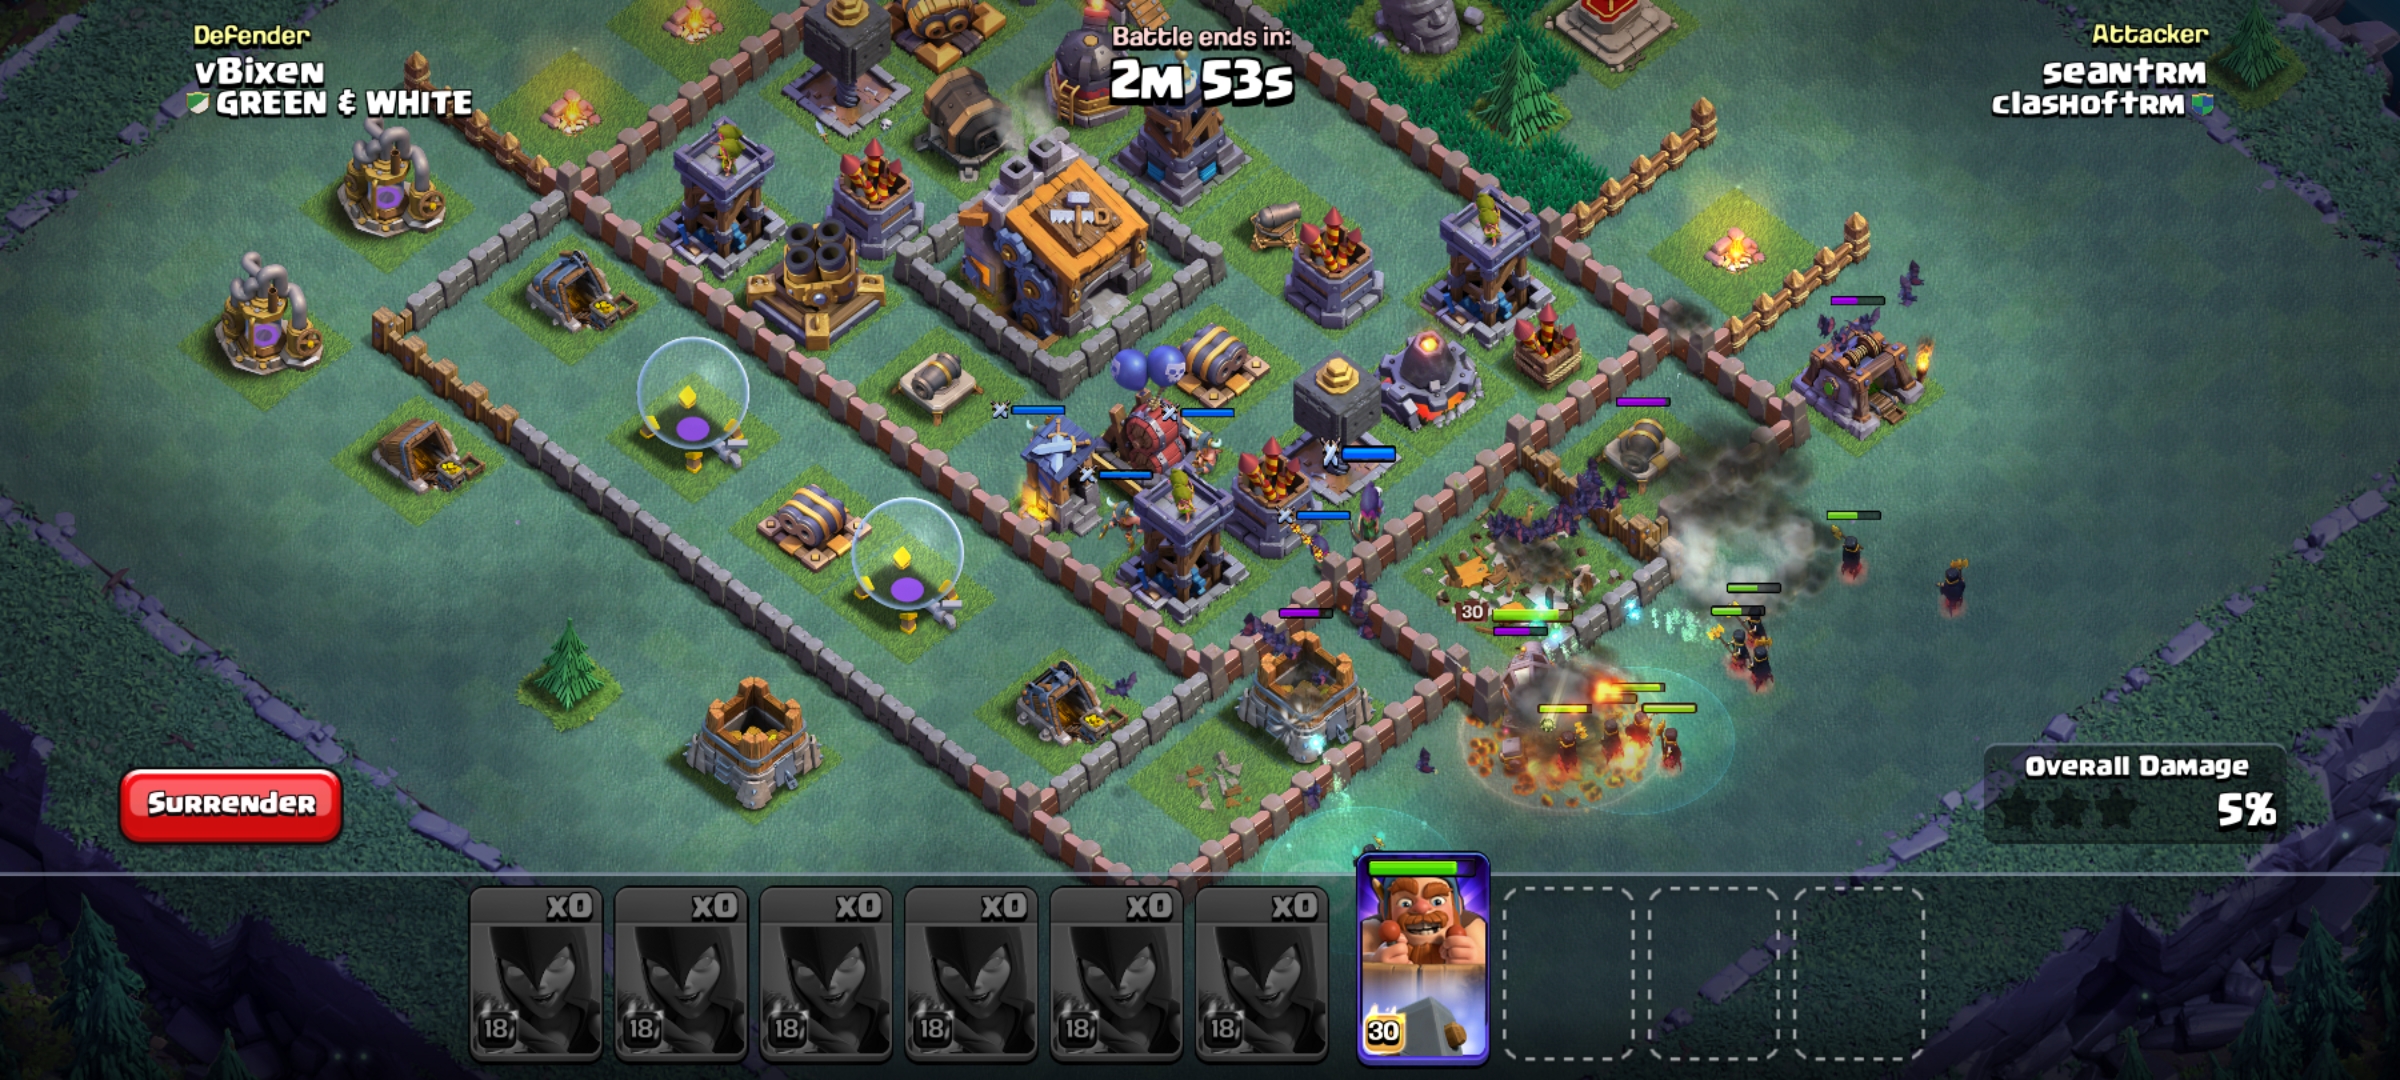 Defender
vBixen
GREEN & WHITE
Battle ends in:
2M 53s
Attacker
seantRM
clashoftRM
30
Surrender
Overall Damage
5%
x0
x0
x0
x0
x0
x0
18
18
18
18
18
18
30